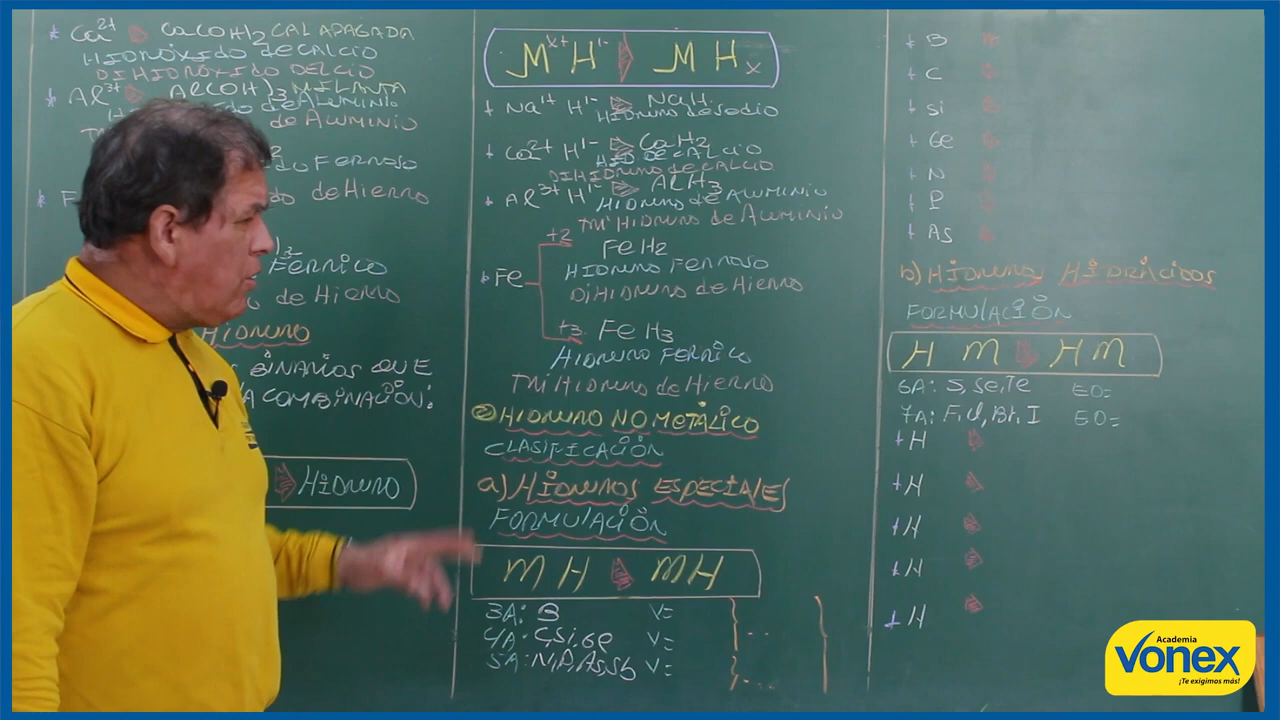 * Ca2+ Ca(OH)2 CAL APAGADA
HIDRÓXIDO de CALCIO
DIHIDRÓXIDO DE CALCIO
* Al3+ Al(OH)3 MILANTA
de ALUMINIO
de ALUMINIO
FERROSO
de HIERRO
FÉRRICO
de HIERRO
HIDRURO
BINARIOS QUE
COMBINACIÓN:
HIDRURO
M^x+ H^1- M H_x
+ Na1+ H1- NaH
HIDRURO de SODIO
+ Ca2+ H1- CaH2
HID DE CALCIO
DIHIDRURO de CALCIO
* Al3+ H1- AlH3
HIDRURO de ALUMINIO
TRIHIDRURO de ALUMINIO
+2 FeH2
HIDRURO FERROSO
DIHIDRURO de HIERRO
* Fe
+3 FeH3
HIDRURO FÉRRICO
TRIHIDRURO de HIERRO
② HIDRURO NO METÁLICO
CLASIFICACIÓN
a) HIDRUROS ESPECIALES
FORMULACIÓN
m H mH
3A: B V=
4A: C, Si, Ge V=
5A: N, P, As, Sb V=
+ B
+ C
+ Si
+ Ge
+ N
+ P
+ As
b) HIDRUROS HIDRÁCIDOS
FORMULACIÓN
H m Hm
6A: S, Se, Te EO=
7A: F, Cl, Br, I EO=
+ H
+ H
+ H
+ H
+ H
Academia
Vonex
¡Te exigimos más!